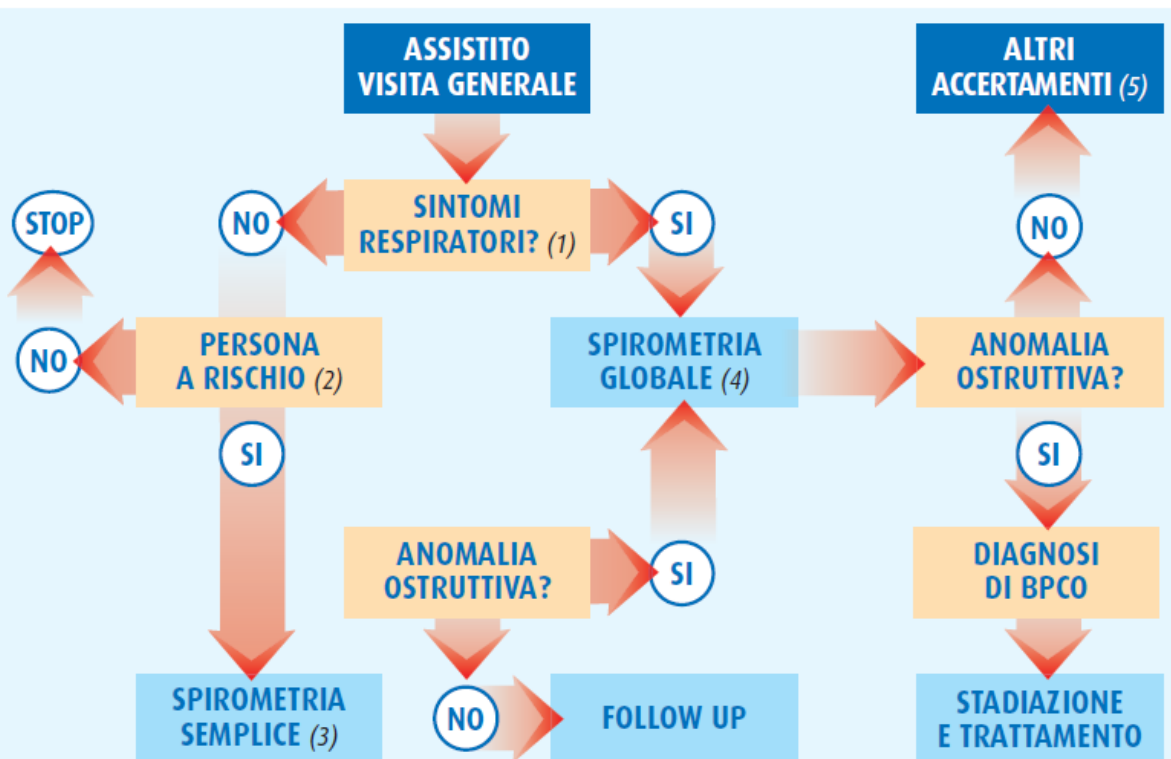 ASSISTITO
VISITA GENERALE
ALTRI
ACCERTAMENTI (5)
STOP
NO
SINTOMI
RESPIRATORI? (1)
SI
NO
NO
PERSONA
A RISCHIO (2)
SPIROMETRIA
GLOBALE (4)
ANOMALIA
OSTRUTTIVA?
SI
SI
ANOMALIA
OSTRUTTIVA?
SI
DIAGNOSI
DI BPCO
SPIROMETRIA
SEMPLICE (3)
NO
FOLLOW UP
STADIAZIONE
E TRATTAMENTO